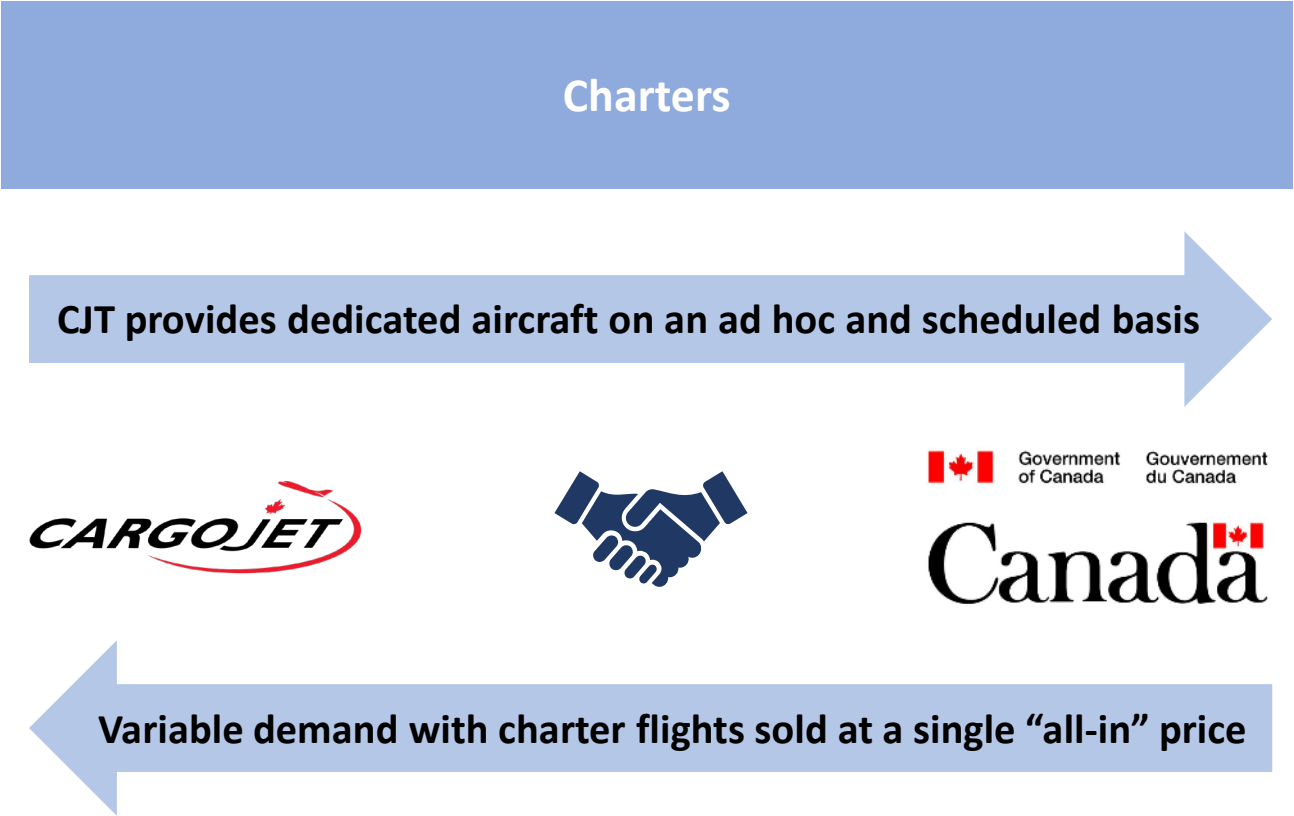 Charters
CJT provides dedicated aircraft on an ad hoc and scheduled basis
CARGOJET
Government of Canada
Gouvernement du Canada
Canada
Variable demand with charter flights sold at a single “all-in” price